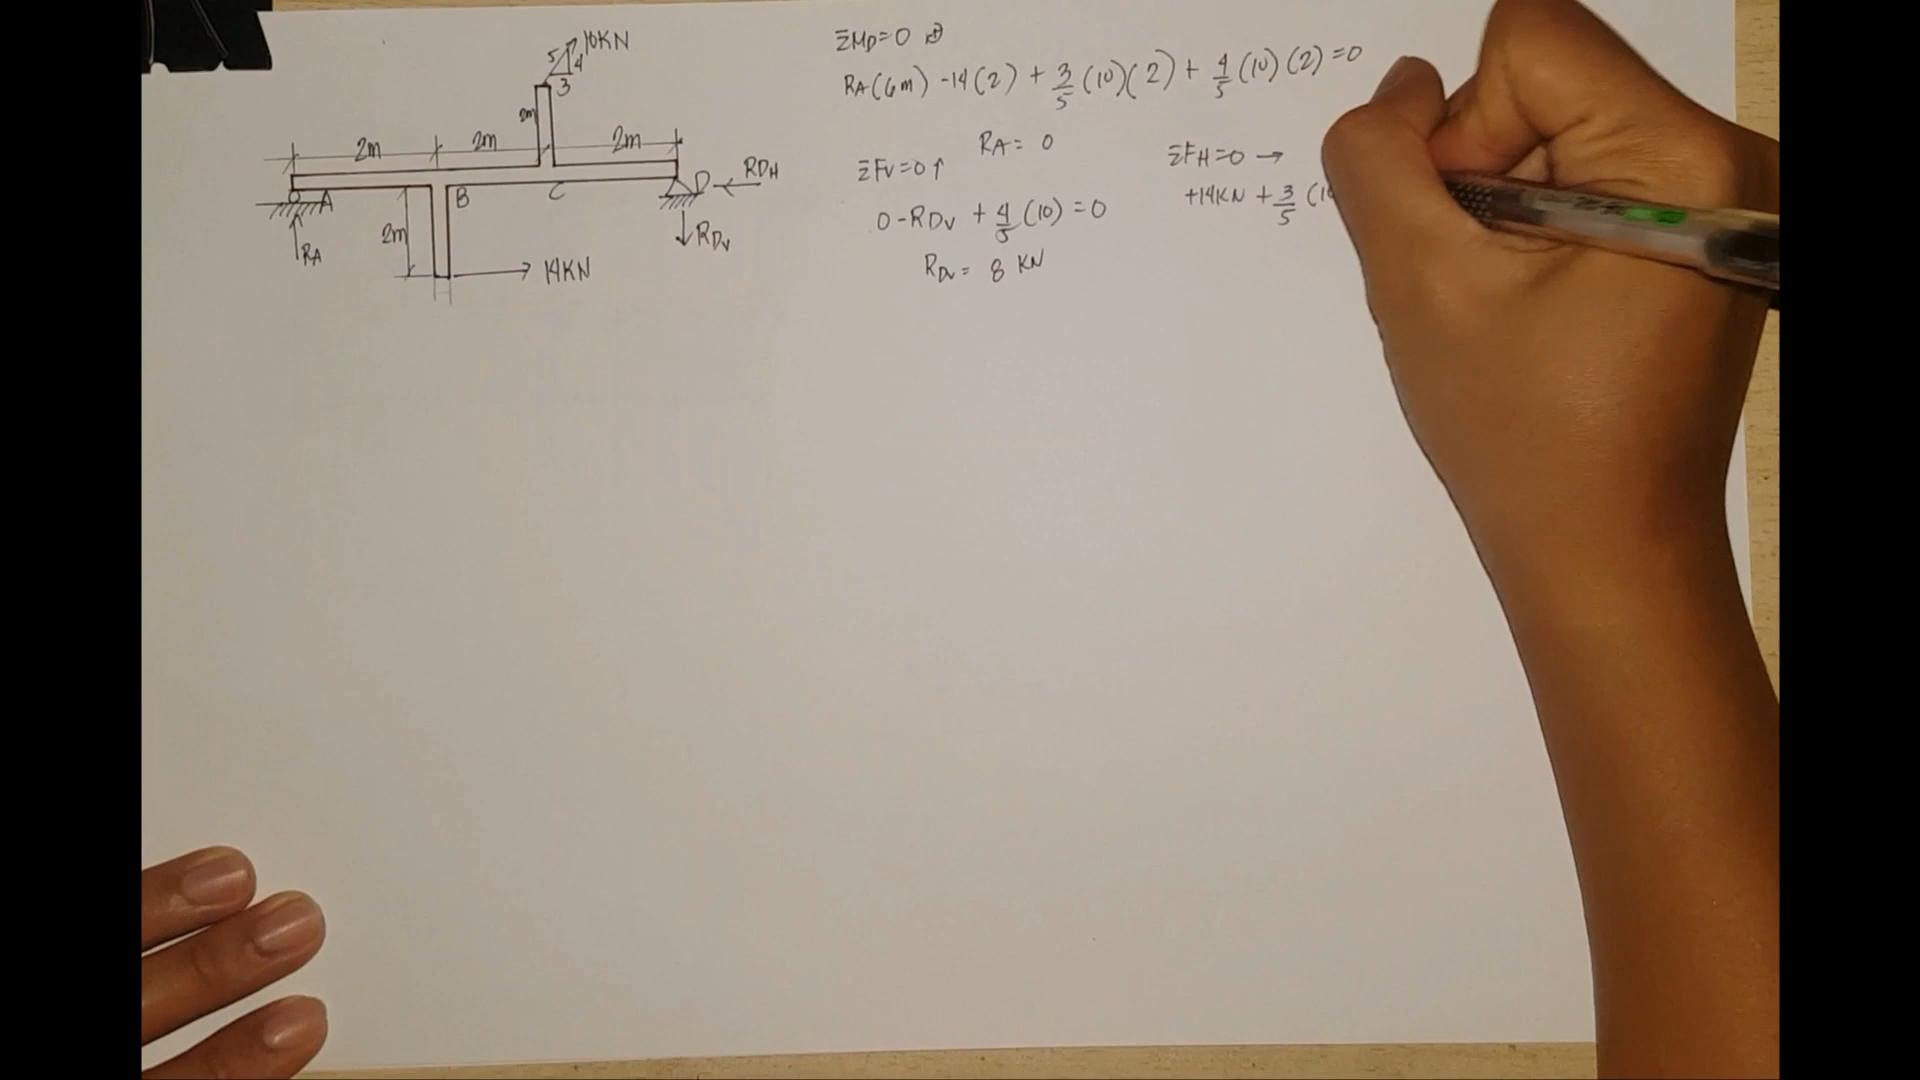 5 10KN
4
3
2m
2m 2m 2m
A B C D RDH
RA 2m RDV
14KN
ΣMD=0
RA(6m) -14(2) + 3/5 (10)(2) + 4/5 (10)(2)=0
RA= 0
ΣFV=0↑
0-RDV + 4/5 (10) =0
RDV= 8 KN
ΣFH=0 →
+14KN + 3/5